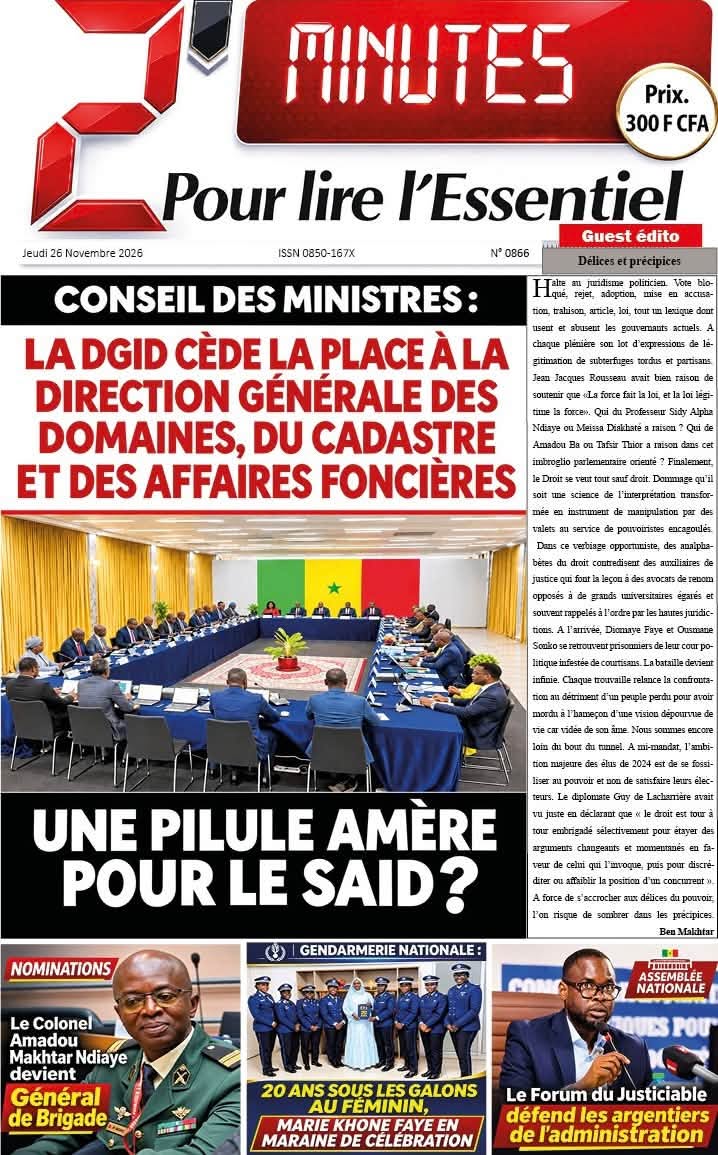 2' MINUTES
Prix.
300 F CFA
Pour lire l'Essentiel
Jeudi 26 Novembre 2026
ISSN 0850-167X
N° 0866
Guest édito
Délices et précipices
CONSEIL DES MINISTRES :
LA DGID CÈDE LA PLACE À LA
DIRECTION GÉNÉRALE DES
DOMAINES, DU CADASTRE
ET DES AFFAIRES FONCIÈRES
UNE PILULE AMÈRE
POUR LE SAID ?
Halte au juridisme politicien. Vote blo-
qué, rejet, adoption, mise en accusa-
tion, trahison, article, loi, tout un lexique dont
usent et abusent les gouvernants actuels. A
chaque plénière son lot d'expressions de lé-
gitimation de subterfuges tordus et partisans.
Jean Jacques Rousseau avait bien raison de
soutenir que «La force fait la loi, et la loi légi-
time la force». Qui du Professeur Sidy Alpha
Ndiaye ou Meissa Diakhaté a raison ? Qui de
Amadou Ba ou Tafsir Thior a raison dans cet
imbroglio parlementaire orienté ? Finalement,
le Droit se veut tout sauf droit. Dommage qu'il
soit une science de l'interprétation transfor-
mée en instrument de manipulation par des
valets au service de pouvoiristes encagoulés.
Dans ce verbiage opportuniste, des analpha-
bètes du droit contredisent des auxiliaires de
justice qui font la leçon à des avocats de renom
opposés à de grands universitaires égarés et
souvent rappelés à l'ordre par les hautes juridic-
tions. A l'arrivée, Diomaye Faye et Ousmane
Sonko se retrouvent prisonniers de leur cour po-
litique infestée de courtisans. La bataille devient
infinie. Chaque trouvaille relance la confronta-
tion au détriment d'un peuple perdu pour avoir
mordu à l'hameçon d'une vision dépourvue de
vie car vidée de son âme. Nous sommes encore
loin du bout du tunnel. A mi-mandat, l'ambi-
tion majeure des élus de 2024 est de se fossi-
liser au pouvoir et non de satisfaire leurs élec-
teurs. Le diplomate Guy de Lacharrière avait
vu juste en déclarant que « le droit est tour à
tour embrigadé sélectivement pour étayer des
arguments changeants et momentanés en fa-
veur de celui qui l'invoque, puis pour discré-
diter ou affaiblir la position d'un concurrent ».
A force de s'accrocher aux délices du pouvoir,
l'on risque de sombrer dans les précipices.
Ben Makhtar
NOMINATIONS
Le Colonel
Amadou
Makhtar Ndiaye
devient
Général
de Brigade
GENDARMERIE NATIONALE :
20 ANS SOUS LES GALONS
AU FÉMININ,
MARIE KHONE FAYE EN
MARAINE DE CÉLÉBRATION
ASSEMBLÉE
NATIONALE
Le Forum du Justiciable
défend les argentiers
de l'administration